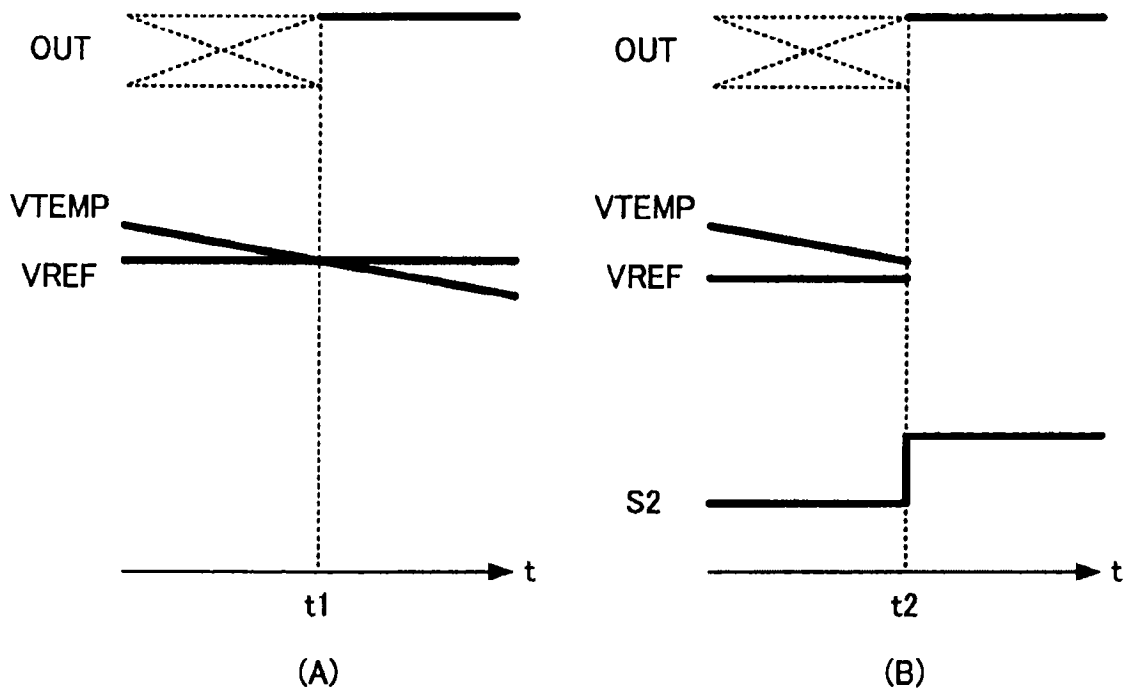 OUT
VTEMP
VREF
t
t1
(A)
OUT
VTEMP
VREF
S2
t
t2
(B)